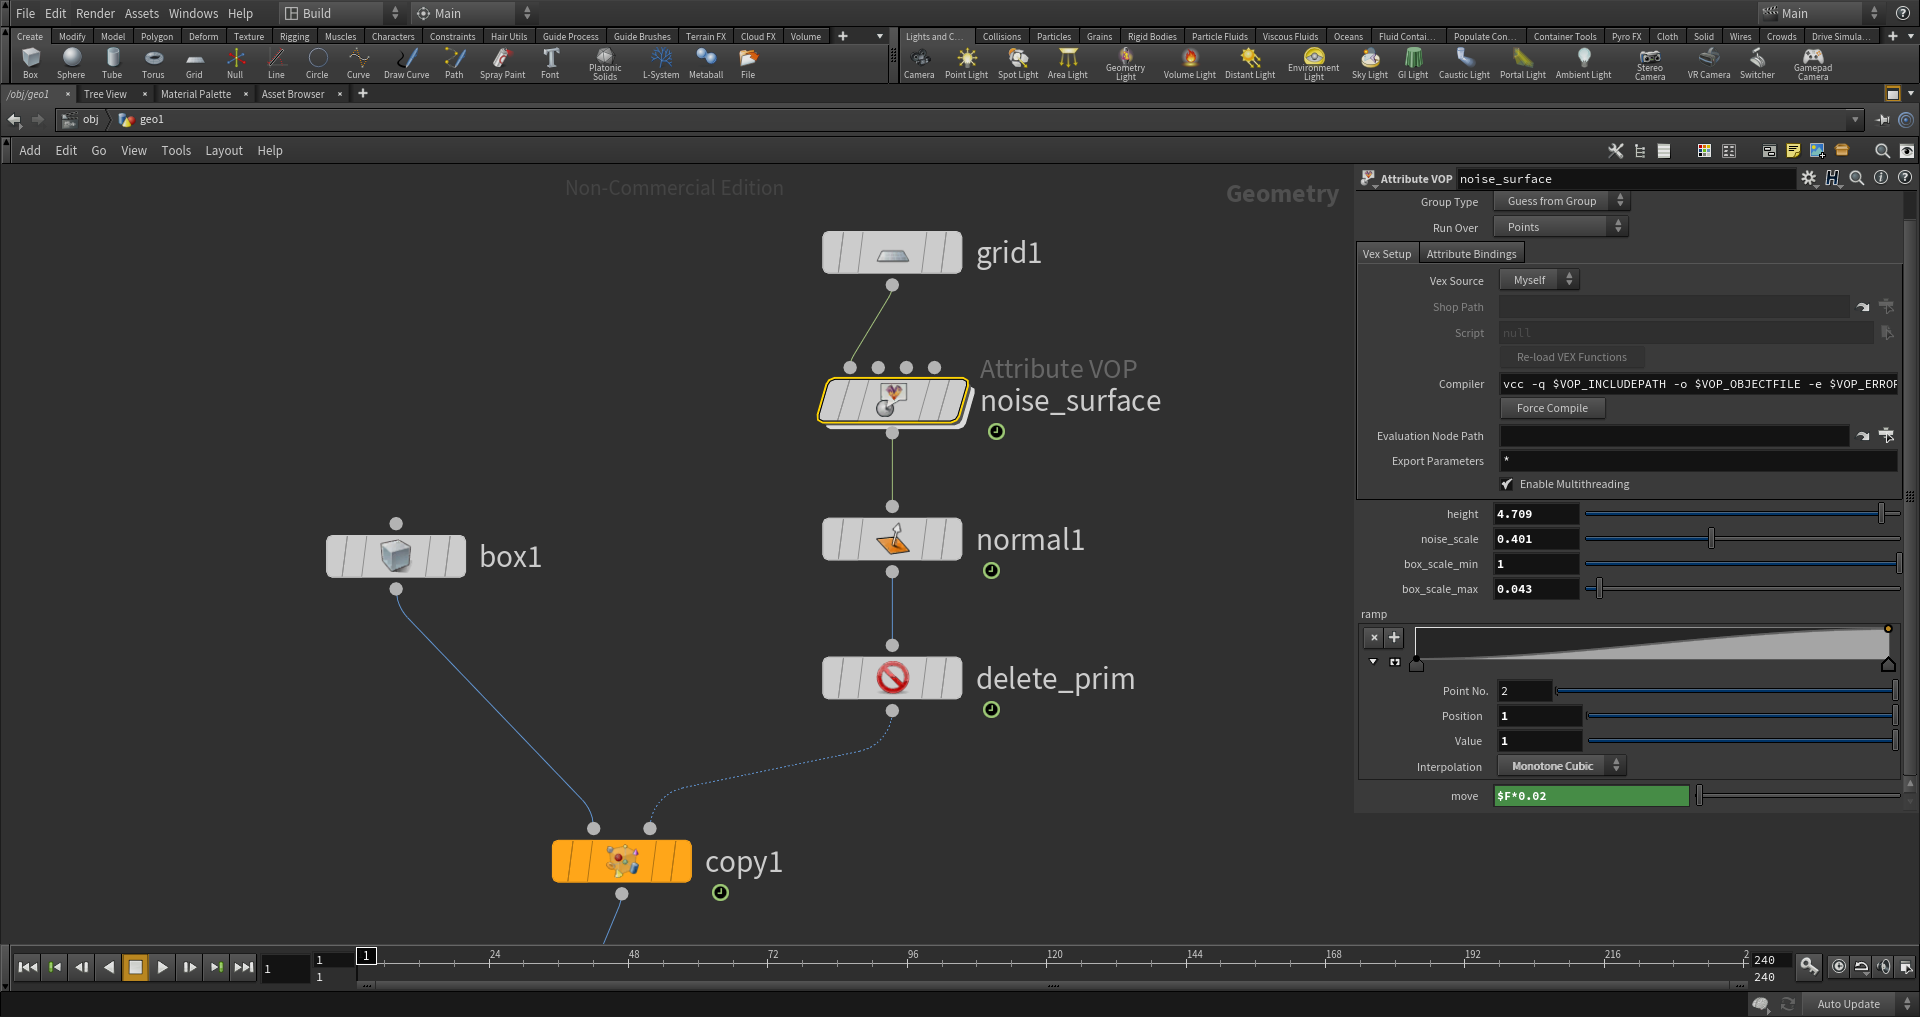 File Edit Render Assets Windows Help Build Main Main
Create Modify Model Polygon Deform Texture Rigging Muscles Characters Constraints Hair Utils Guide Process Guide Brushes Terrain FX Cloud FX Volume
Lights and C... Collisions Particles Grains Rigid Bodies Particle Fluids Viscous Fluids Oceans Fluid Contai... Populate Con... Container Tools Pyro FX Cloth Solid Wires Crowds Drive Simula...
Box Sphere Tube Torus Grid Null Line Circle Curve Draw Curve Path Spray Paint Font Platonic Solids L-System Metaball File
Camera Point Light Spot Light Area Light Geometry Light Volume Light Distant Light Environment Light Sky Light GI Light Caustic Light Portal Light Ambient Light Stereo Camera VR Camera Switcher Gamepad Camera
/obj/geo1 Tree View Material Palette Asset Browser
obj geo1
Add Edit Go View Tools Layout Help
Non-Commercial Edition
Geometry
grid1
Attribute VOP
noise_surface
box1
normal1
delete_prim
copy1
Attribute VOP noise_surface
Group Type Guess from Group
Run Over Points
Vex Setup Attribute Bindings
Vex Source Myself
Shop Path
Script null
Re-load VEX Functions
Compiler vcc -q $VOP_INCLUDEPATH -o $VOP_OBJECTFILE -e $VOP_ERROR
Force Compile
Evaluation Node Path
Export Parameters *
Enable Multithreading
height 4.709
noise_scale 0.401
box_scale_min 1
box_scale_max 0.043
ramp
Point No. 2
Position 1
Value 1
Interpolation Monotone Cubic
move $F*0.02
1 1 1 1 24 48 72 96 120 144 168 192 216 2 240 240
Auto Update